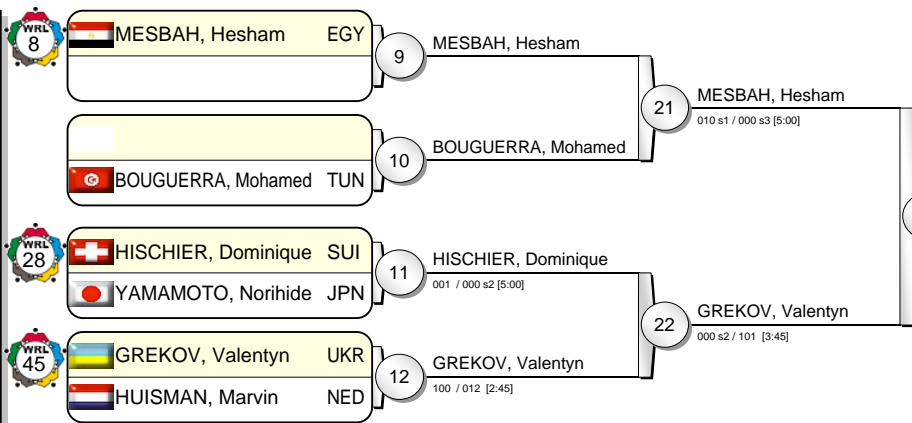 WRL
8
MESBAH, Hesham EGY
9
MESBAH, Hesham
21
MESBAH, Hesham
010 s1 / 000 s3 [5:00]
10
BOUGUERRA, Mohamed
BOUGUERRA, Mohamed TUN
WRL
28
HISCHIER, Dominique SUI
YAMAMOTO, Norihide JPN
11
HISCHIER, Dominique
001 / 000 s2 [5:00]
22
GREKOV, Valentyn
000 s2 / 101 [3:45]
WRL
45
GREKOV, Valentyn UKR
HUISMAN, Marvin NED
12
GREKOV, Valentyn
100 / 012 [2:45]